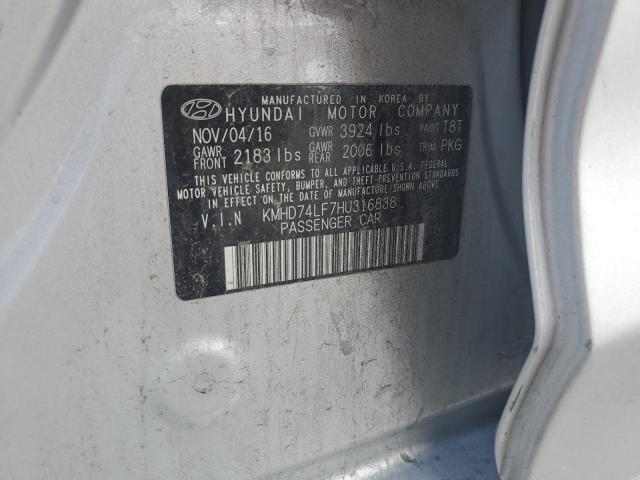 MANUFACTURED IN KOREA BY
HYUNDAI MOTOR COMPANY
NOV/04/16 GVWR 3924 lbs PAINT T8T
GAWR FRONT 2183 lbs GAWR REAR 2006 lbs TRIM PKG
THIS VEHICLE CONFORMS TO ALL APPLICABLE U.S.A. FEDERAL
MOTOR VEHICLE SAFETY, BUMPER, AND THEFT PREVENTION STANDARDS
IN EFFECT ON THE DATE OF MANUFACTURE SHOWN ABOVE.
V.I.N KMHD74LF7HU316838
PASSENGER CAR